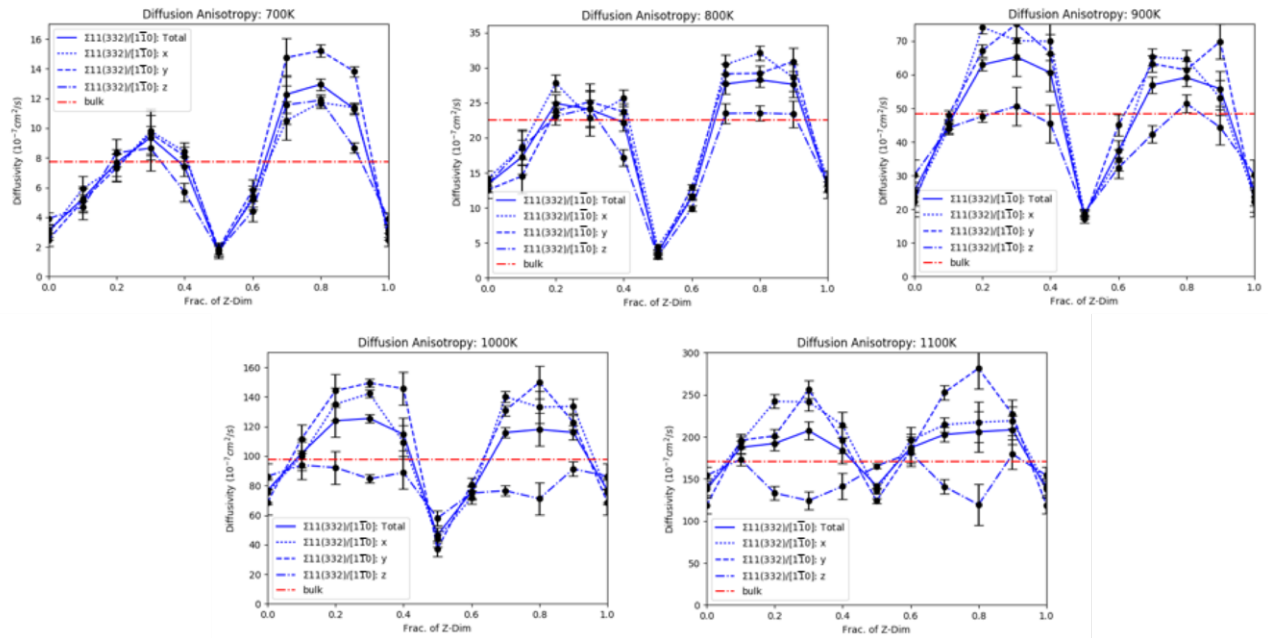 Diffusion Anisotropy: 700K
16
14
12
10
8
6
4
2
0
Diffusivity (10⁻⁷cm²/s)
Σ11(332)/[11̅0]: Total
Σ11(332)/[11̅0]: x
Σ11(332)/[11̅0]: y
Σ11(332)/[11̅0]: z
bulk
0.0 0.2 0.4 0.6 0.8 1.0
Frac. of Z-Dim
Diffusion Anisotropy: 800K
35
30
25
20
15
10
5
0
Diffusivity (10⁻⁷cm²/s)
Σ11(332)/[11̅0]: Total
Σ11(332)/[11̅0]: x
Σ11(332)/[11̅0]: y
Σ11(332)/[11̅0]: z
bulk
0.0 0.2 0.4 0.6 0.8 1.0
Frac. of Z-Dim
Diffusion Anisotropy: 900K
70
60
50
40
30
20
10
0
Diffusivity (10⁻⁷cm²/s)
Σ11(332)/[11̅0]: Total
Σ11(332)/[11̅0]: x
Σ11(332)/[11̅0]: y
Σ11(332)/[11̅0]: z
bulk
0.0 0.2 0.4 0.6 0.8 1.0
Frac. of Z-Dim
Diffusion Anisotropy: 1000K
160
140
120
100
80
60
40
20
0
Diffusivity (10⁻⁷cm²/s)
Σ11(332)/[11̅0]: Total
Σ11(332)/[11̅0]: x
Σ11(332)/[11̅0]: y
Σ11(332)/[11̅0]: z
bulk
0.0 0.2 0.4 0.6 0.8 1.0
Frac. of Z-Dim
Diffusion Anisotropy: 1100K
300
250
200
150
100
50
0
Diffusivity (10⁻⁷cm²/s)
Σ11(332)/[11̅0]: Total
Σ11(332)/[11̅0]: x
Σ11(332)/[11̅0]: y
Σ11(332)/[11̅0]: z
bulk
0.0 0.2 0.4 0.6 0.8 1.0
Frac. of Z-Dim